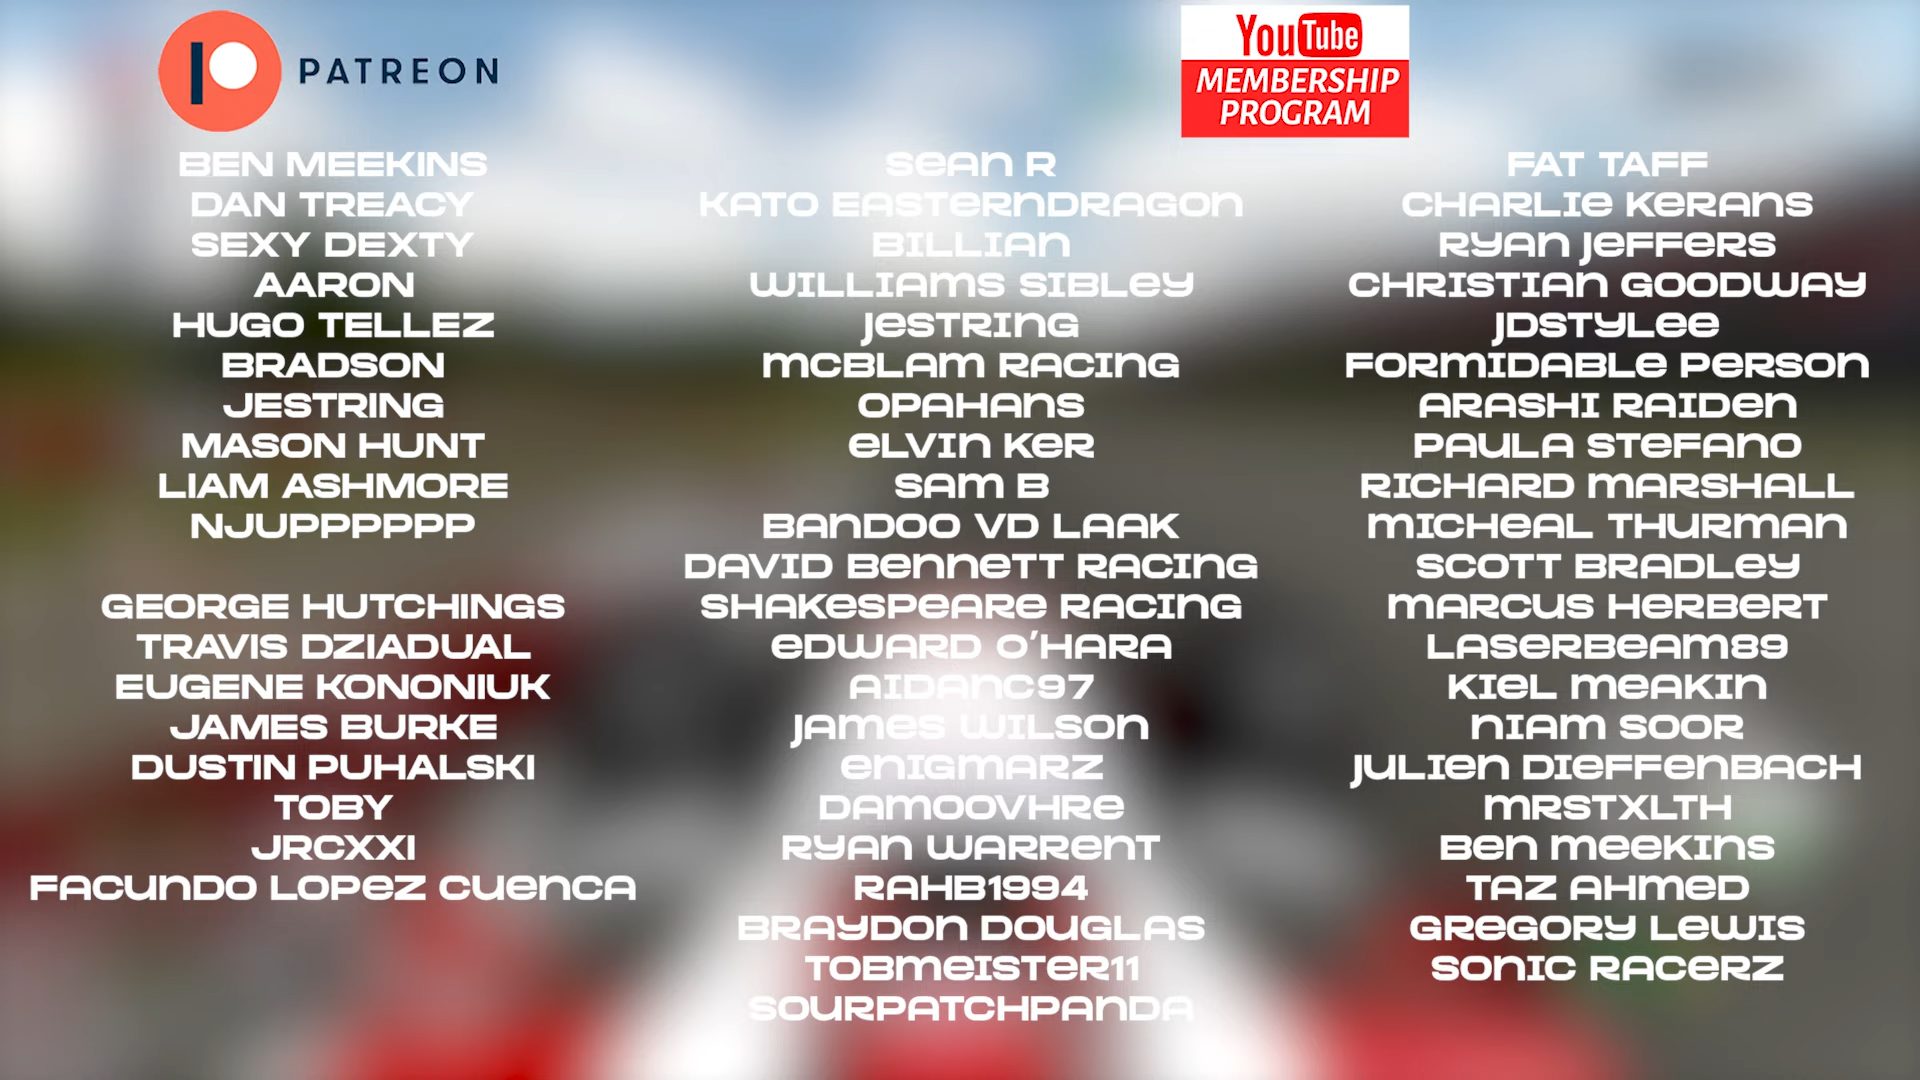 PATREON
YouTube
MEMBERSHIP
PROGRAM
BEN MEEKINS
DAN TREACY
SEXY DEXTY
AARON
HUGO TELLEZ
BRADSON
JESTRING
MASON HUNT
LIAM ASHMORE
NJUPPPPPP
GEORGE HUTCHINGS
TRAVIS DZIADUAL
EUGENE KONONIUK
JAMES BURKE
DUSTIN PUHALSKI
TOBY
JRCXXI
FACUNDO LOPEZ CUENCA
SEAN R
KATO EASTERNDRAGON
BILLIAN
WILLIAMS SIBLEY
JESTRING
MCBLAM RACING
OPAHANS
ELVIN KER
SAM B
BANDOO VD LAAK
DAVID BENNETT RACING
SHAKESPEARE RACING
EDWARD O'HARA
AIDANC97
JAMES WILSON
ENIGMARZ
DAMOOVHRE
RYAN WARRENT
RAHB1994
BRAYDON DOUGLAS
TOBMEISTER11
SOURPATCHPANDA
FAT TAFF
CHARLIE KERANS
RYAN JEFFERS
CHRISTIAN GOODWAY
JDSTYLEE
FORMIDABLE PERSON
ARASHI RAIDEN
PAULA STEFANO
RICHARD MARSHALL
MICHEAL THURMAN
SCOTT BRADLEY
MARCUS HERBERT
LASERBEAM89
KIEL MEAKIN
NIAM SOOR
JULIEN DIEFFENBACH
MRSTXLTH
BEN MEEKINS
TAZ AHMED
GREGORY LEWIS
SONIC RACERZ